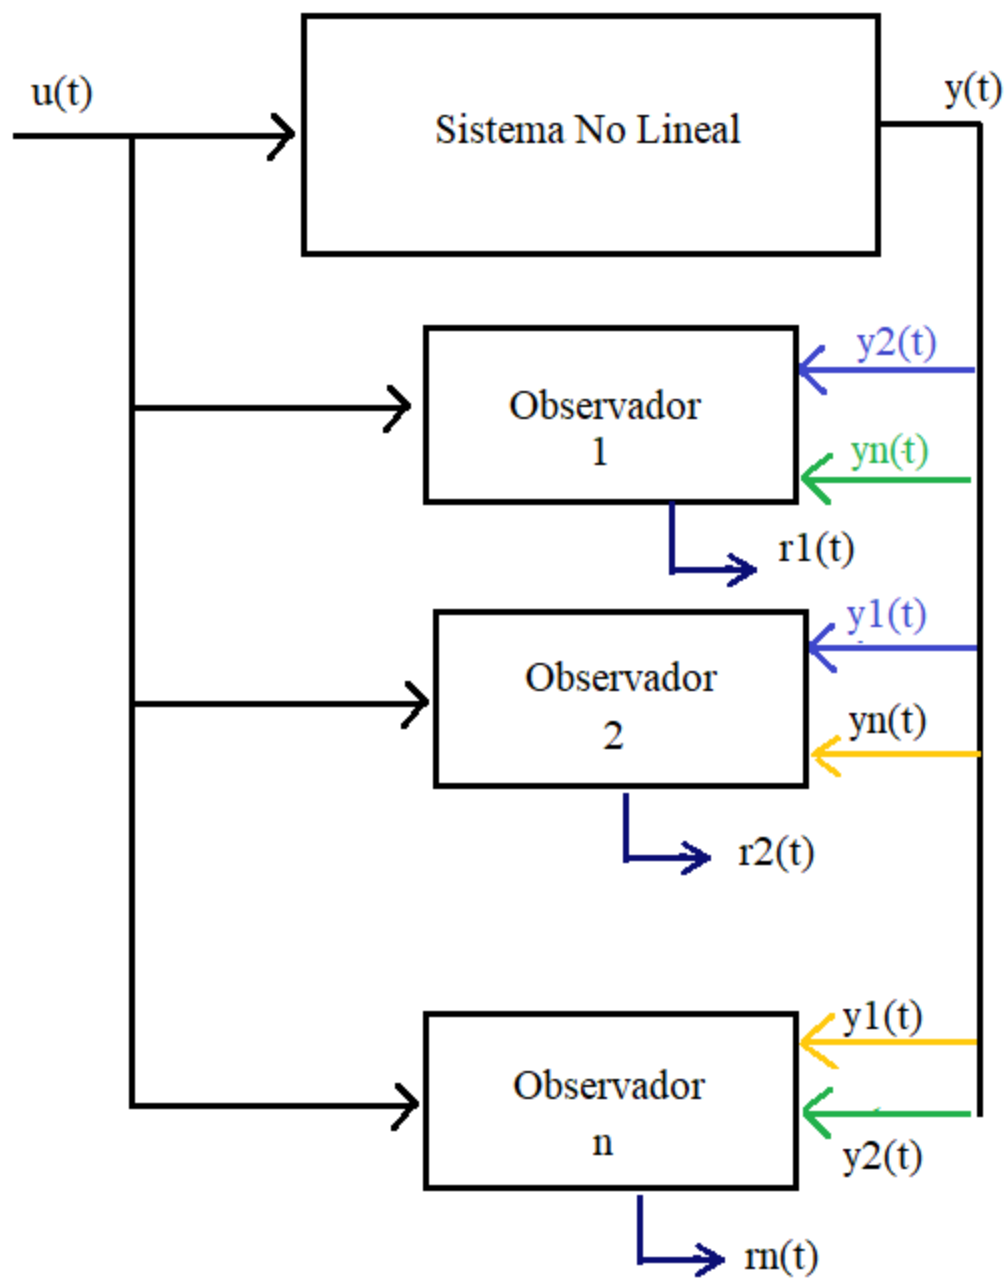 u(t)
y(t)
Sistema No Lineal
y2(t)
Observador
1
yn(t)
r1(t)
y1(t)
Observador
2
yn(t)
r2(t)
y1(t)
Observador
n
y2(t)
rn(t)